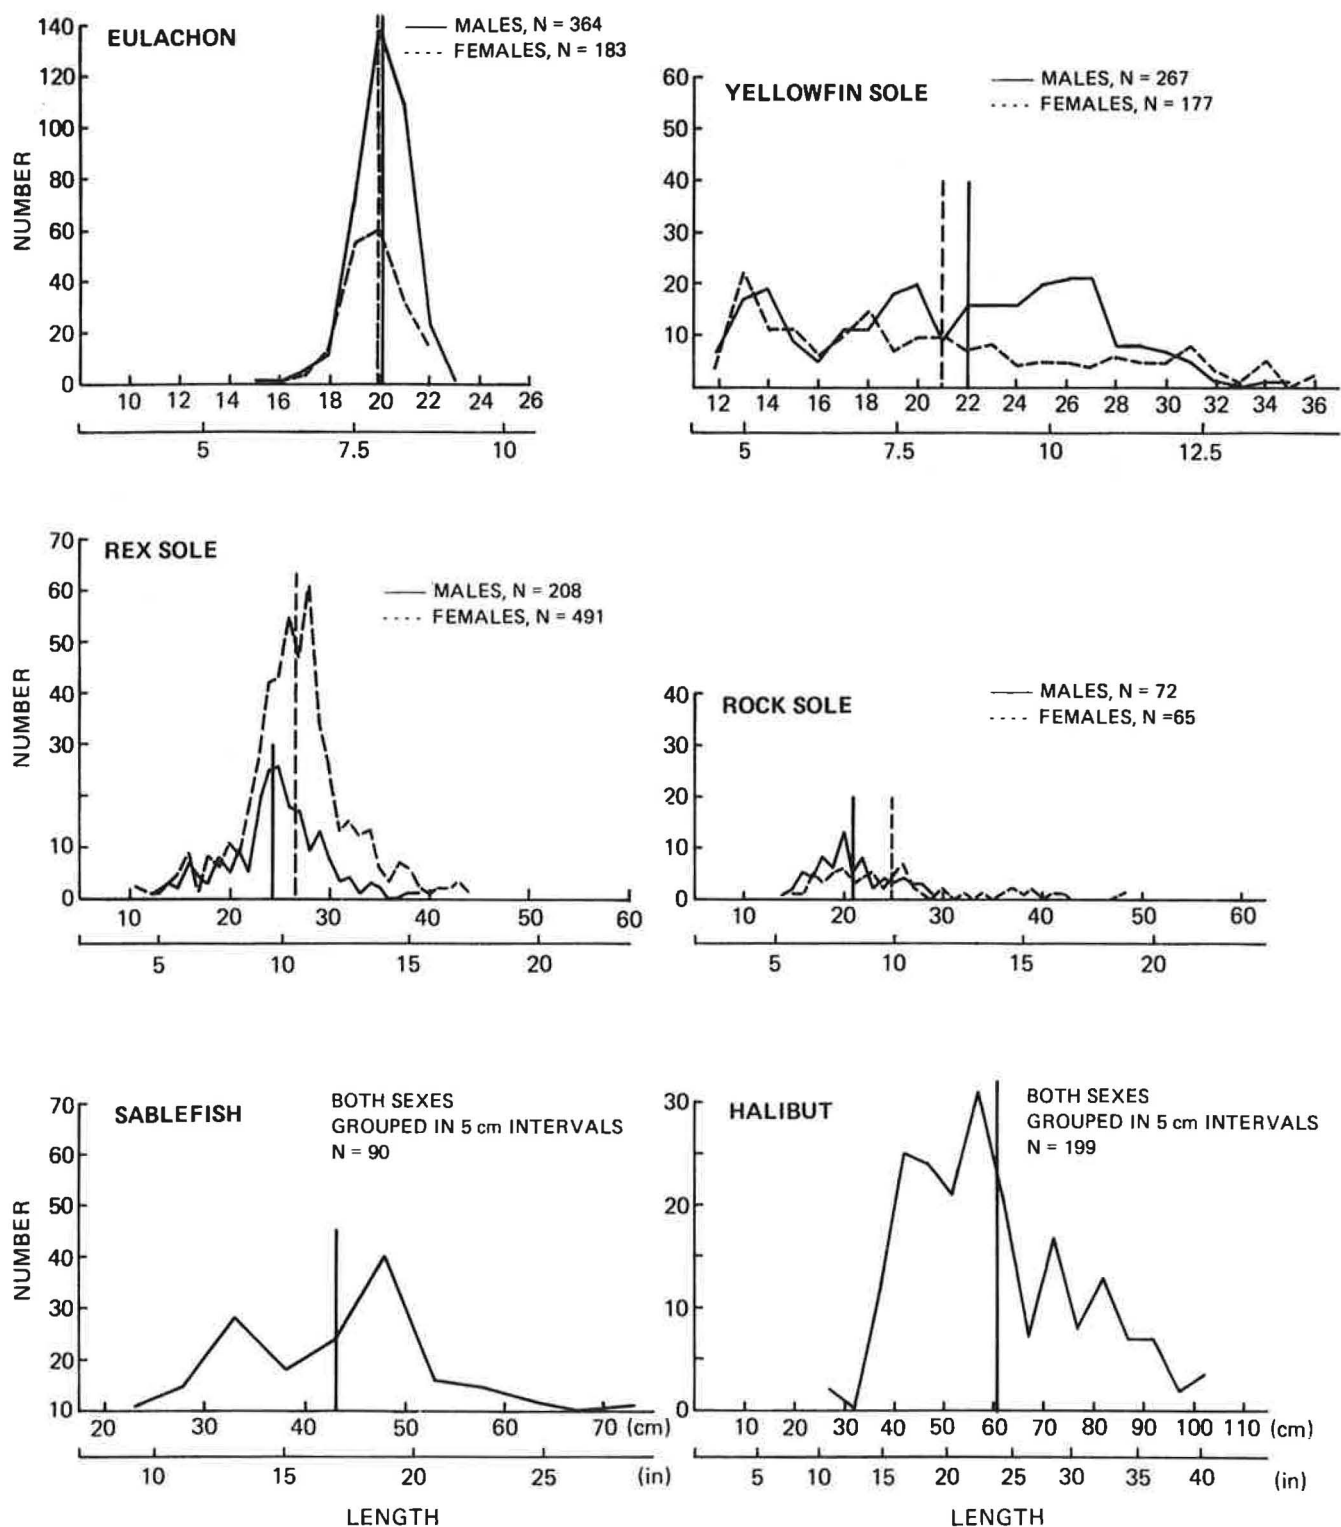 EULACHON
MALES, N = 364
FEMALES, N = 183
NUMBER
140
120
100
80
60
40
20
0
10 12 14 16 18 20 22 24 26
5 7.5 10
YELLOWFIN SOLE
MALES, N = 267
FEMALES, N = 177
60
50
40
30
20
10
12 14 16 18 20 22 24 26 28 30 32 34 36
5 7.5 10 12.5
REX SOLE
MALES, N = 208
FEMALES, N = 491
NUMBER
70
60
50
40
30
10
0
10 20 30 40 50 60
5 10 15 20
ROCK SOLE
MALES, N = 72
FEMALES, N =65
40
30
20
10
0
10 20 30 40 50 60
5 10 15 20
SABLEFISH
BOTH SEXES
GROUPED IN 5 cm INTERVALS
N = 90
NUMBER
70
60
50
40
30
20
10
20 30 40 50 60 70 (cm)
10 15 20 25 (in)
LENGTH
HALIBUT
BOTH SEXES
GROUPED IN 5 cm INTERVALS
N = 199
30
20
10
0
10 20 30 40 50 60 70 80 90 100 110 (cm)
5 10 15 20 25 30 35 40 (in)
LENGTH